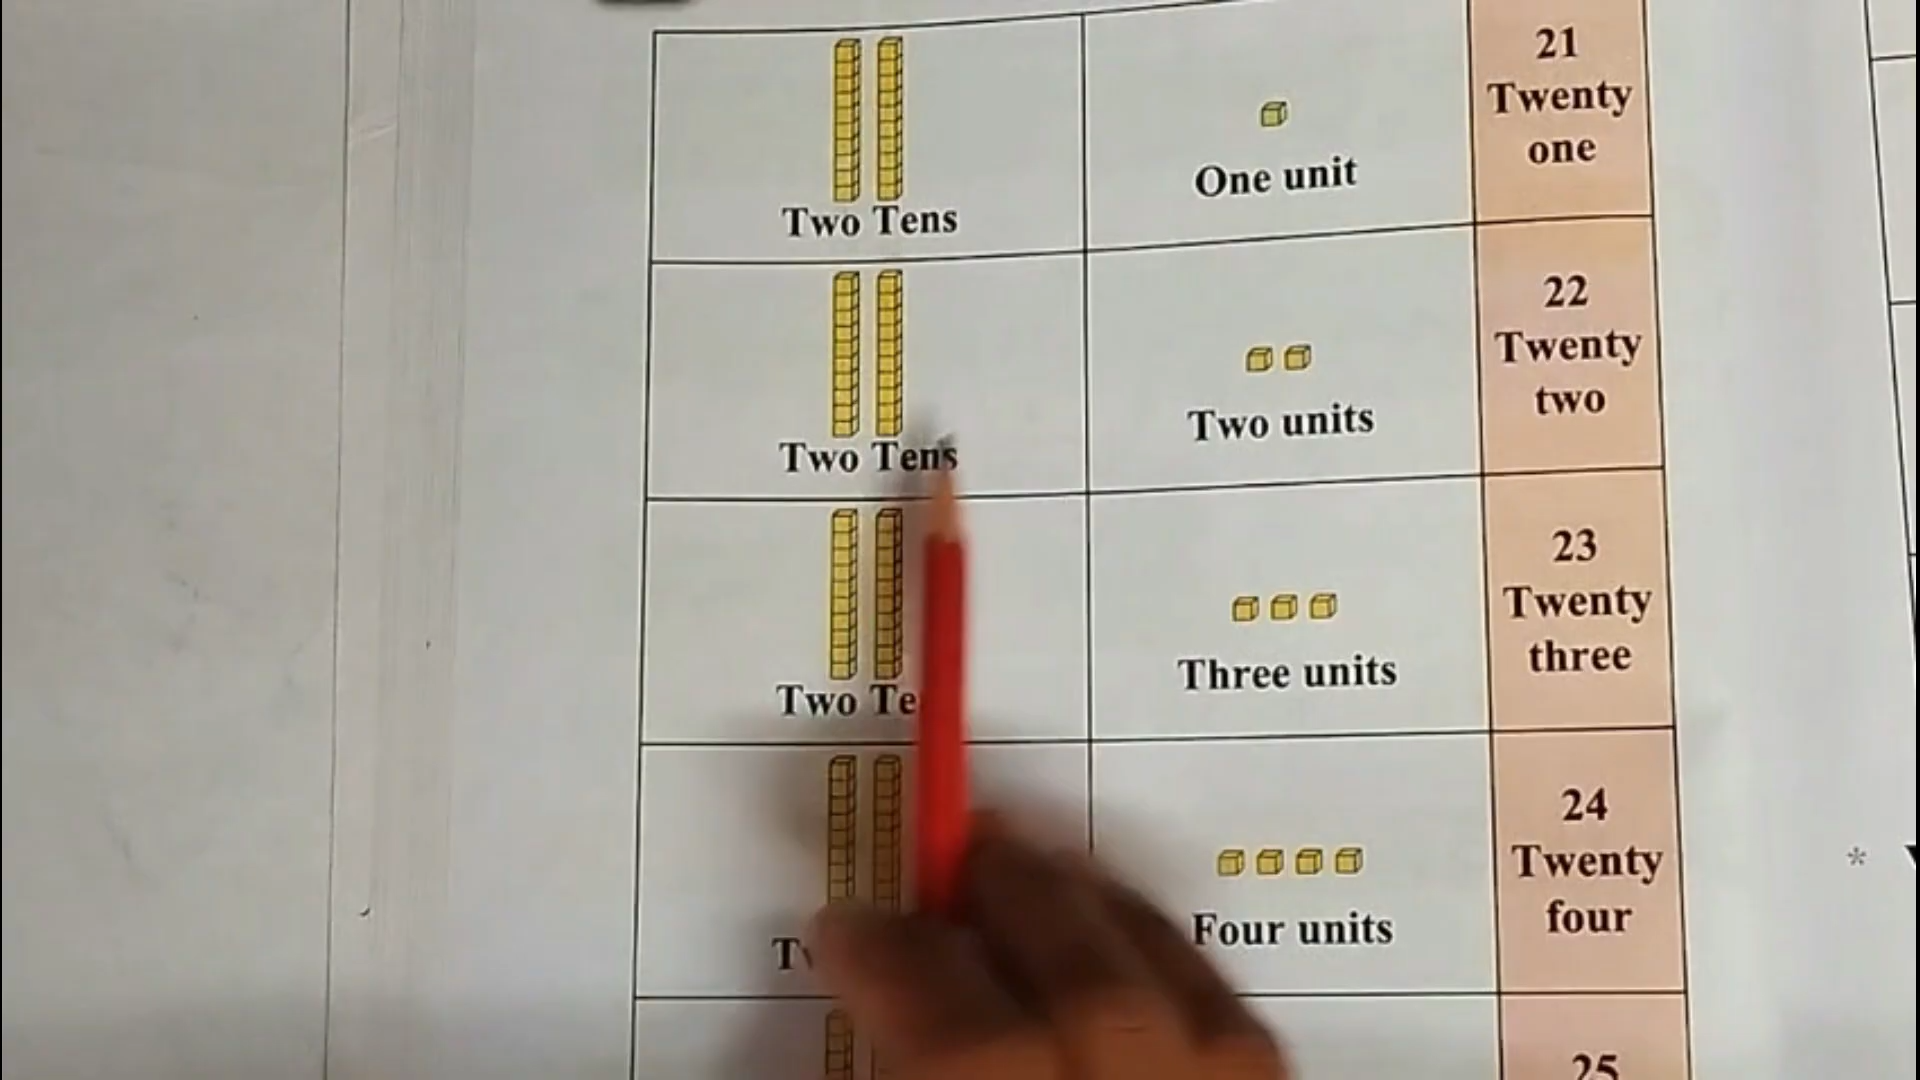 Two Tens
One unit
21
Twenty
one
Two Tens
Two units
22
Twenty
two
Two
Three units
23
Twenty
three
Four units
24
Twenty
four
25
*